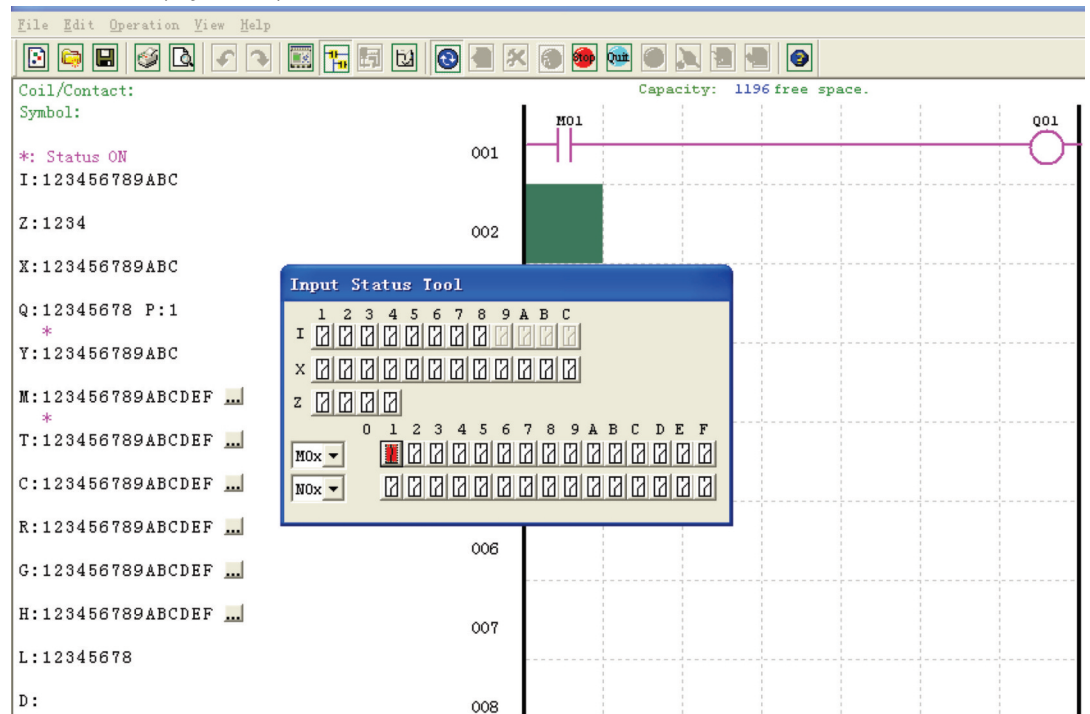 File Edit Operation View Help
Stop Quit
Coil/Contact:
Capacity: 1196 free space.
Symbol:
M01 Q01
*: Status ON
001
I:123456789ABC
Z:1234
002
X:123456789ABC
Input Status Tool
1 2 3 4 5 6 7 8 9 A B C
I
X
Z
0 1 2 3 4 5 6 7 8 9 A B C D E F
M0x
N0x
Q:12345678 P:1
*
Y:123456789ABC
M:123456789ABCDEF ...
*
T:123456789ABCDEF ...
C:123456789ABCDEF ...
R:123456789ABCDEF ...
006
G:123456789ABCDEF ...
H:123456789ABCDEF ...
007
L:12345678
D:
008